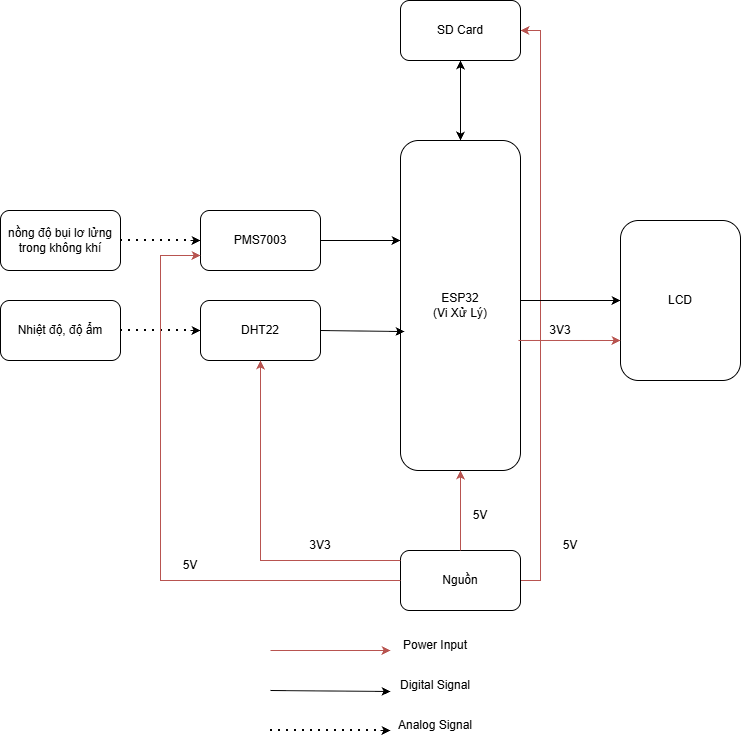 SD Card
nồng độ bụi lơ lửng
trong không khí
PMS7003
ESP32
(Vi Xử Lý)
LCD
Nhiệt độ, độ ẩm
DHT22
3V3
5V
3V3
5V
5V
Nguồn
Power Input
Digital Signal
Analog Signal